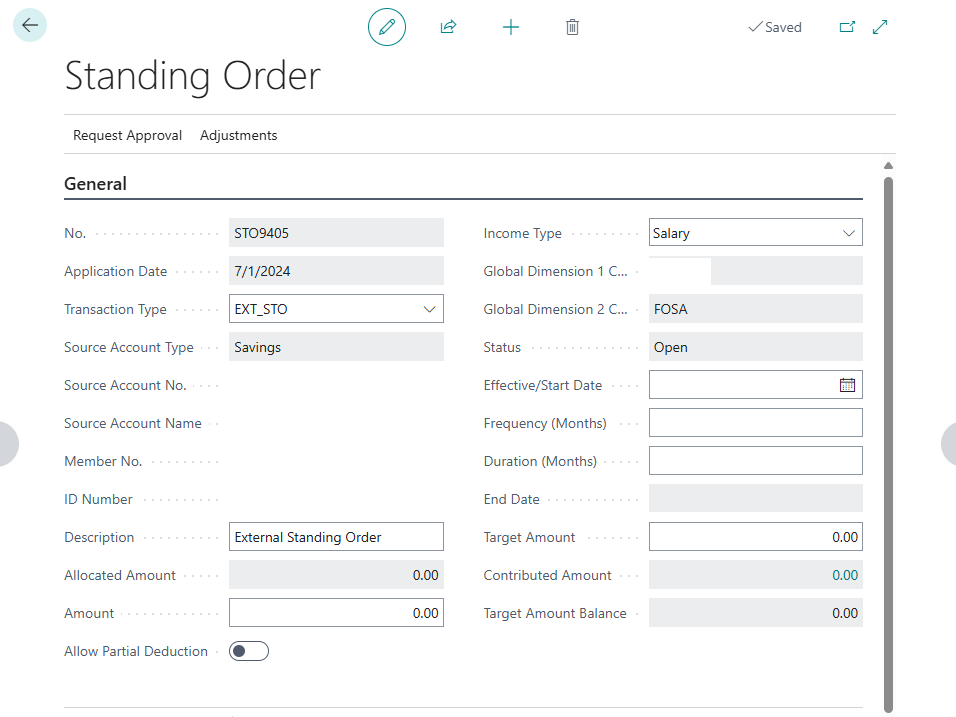 Saved
Standing Order
Request Approval Adjustments
General
No. STO9405
Application Date 7/1/2024
Transaction Type EXT_STO
Source Account Type Savings
Source Account No.
Source Account Name
Member No.
ID Number
Description External Standing Order
Allocated Amount 0.00
Amount 0.00
Allow Partial Deduction
Income Type Salary
Global Dimension 1 C...
Global Dimension 2 C... FOSA
Status Open
Effective/Start Date
Frequency (Months)
Duration (Months)
End Date
Target Amount 0.00
Contributed Amount 0.00
Target Amount Balance 0.00